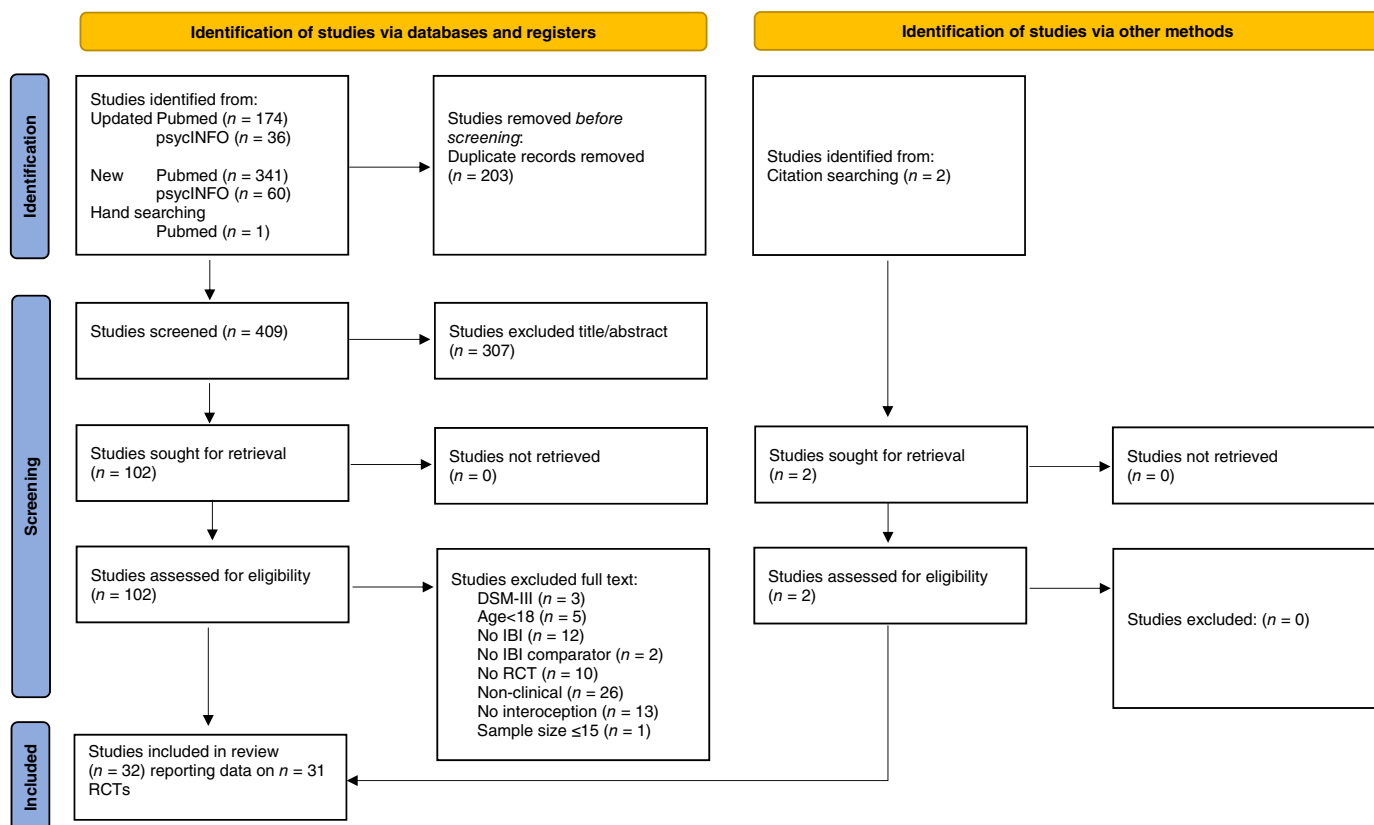 Identification of studies via databases and registers
Identification of studies via other methods
Identification
Studies identified from:
Updated Pubmed (n = 174)
psycINFO (n = 36)
New Pubmed (n = 341)
psycINFO (n = 60)
Hand searching
Pubmed (n = 1)
Studies removed before
screening:
Duplicate records removed
(n = 203)
Studies identified from:
Citation searching (n = 2)
Screening
Studies screened (n = 409)
Studies excluded title/abstract
(n = 307)
Studies sought for retrieval
(n = 102)
Studies not retrieved
(n = 0)
Studies sought for retrieval
(n = 2)
Studies not retrieved
(n = 0)
Studies assessed for eligibility
(n = 102)
Studies excluded full text:
DSM-III (n = 3)
Age<18 (n = 5)
No IBI (n = 12)
No IBI comparator (n = 2)
No RCT (n = 10)
Non-clinical (n = 26)
No interoception (n = 13)
Sample size ≤15 (n = 1)
Studies assessed for eligibility
(n = 2)
Studies excluded: (n = 0)
Included
Studies included in review
(n = 32) reporting data on n = 31
RCTs